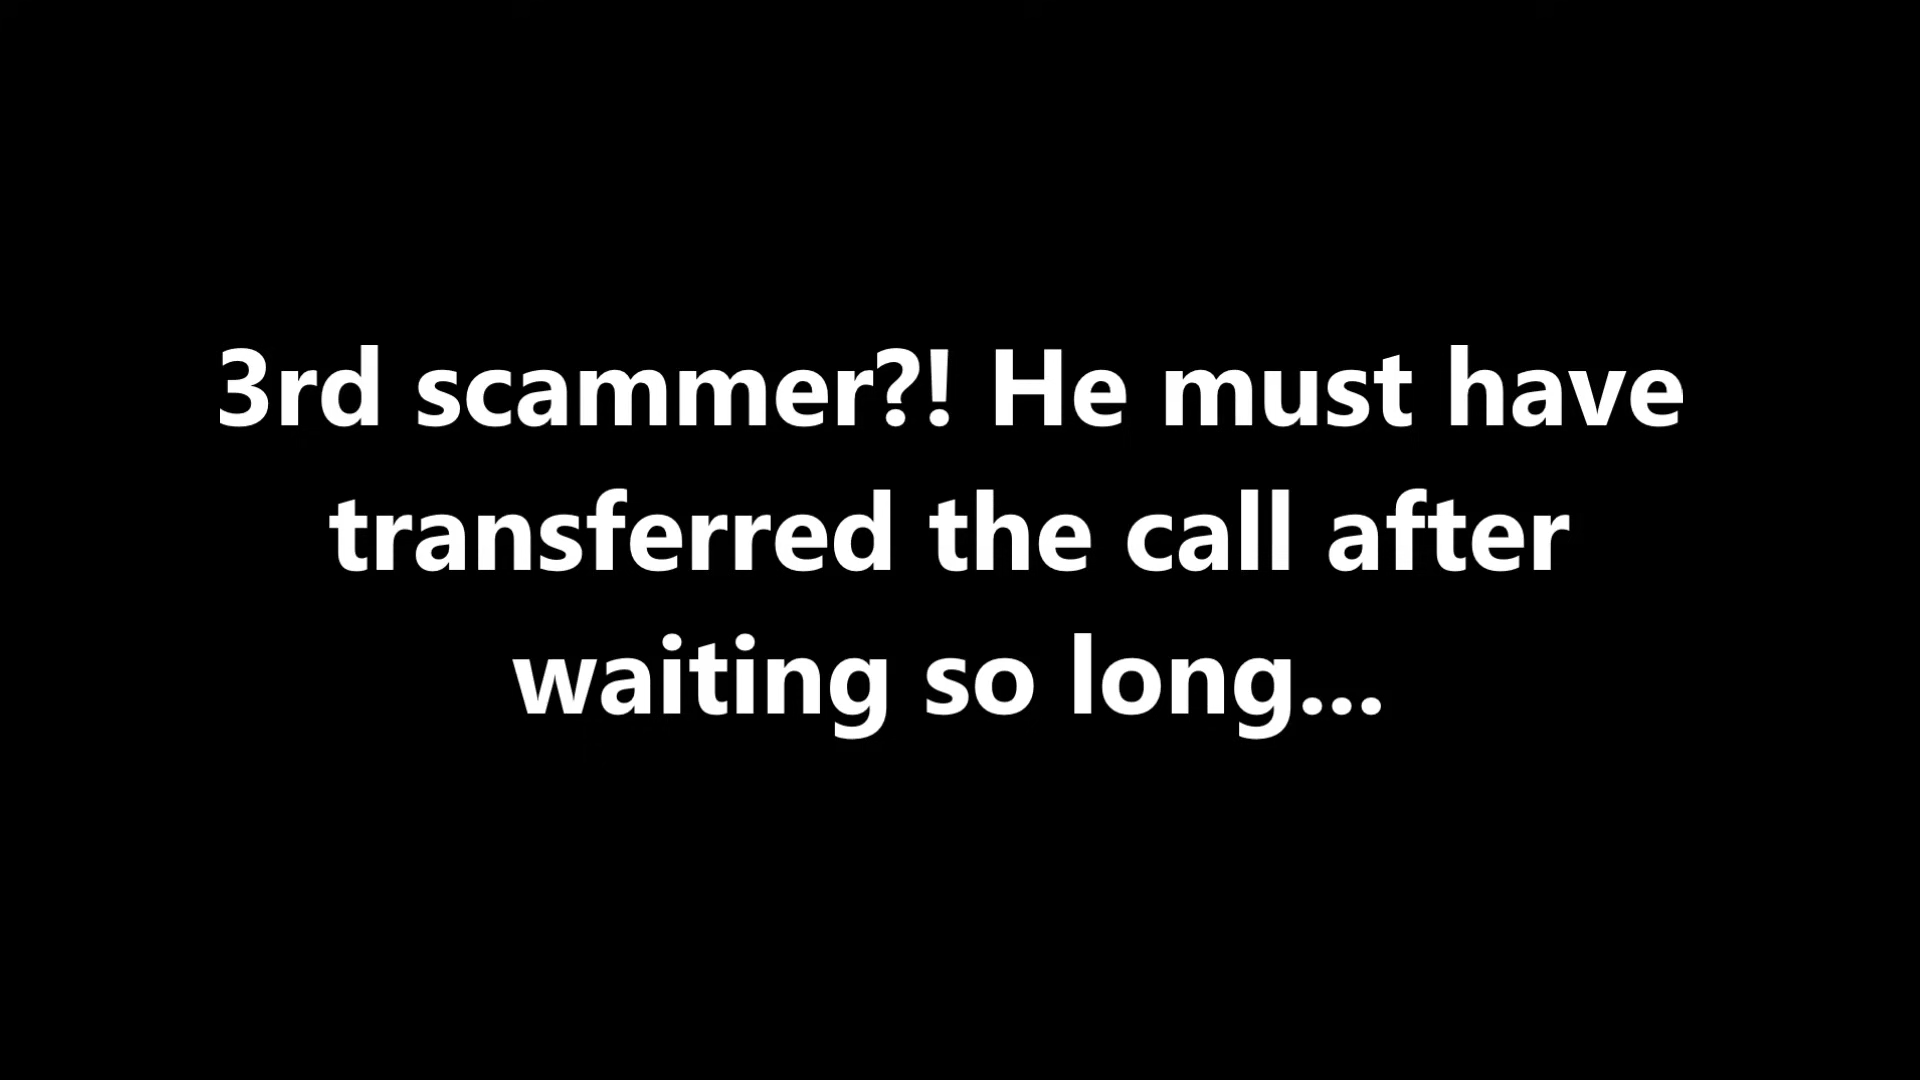 3rd scammer?! He must have
transferred the call after
waiting so long...